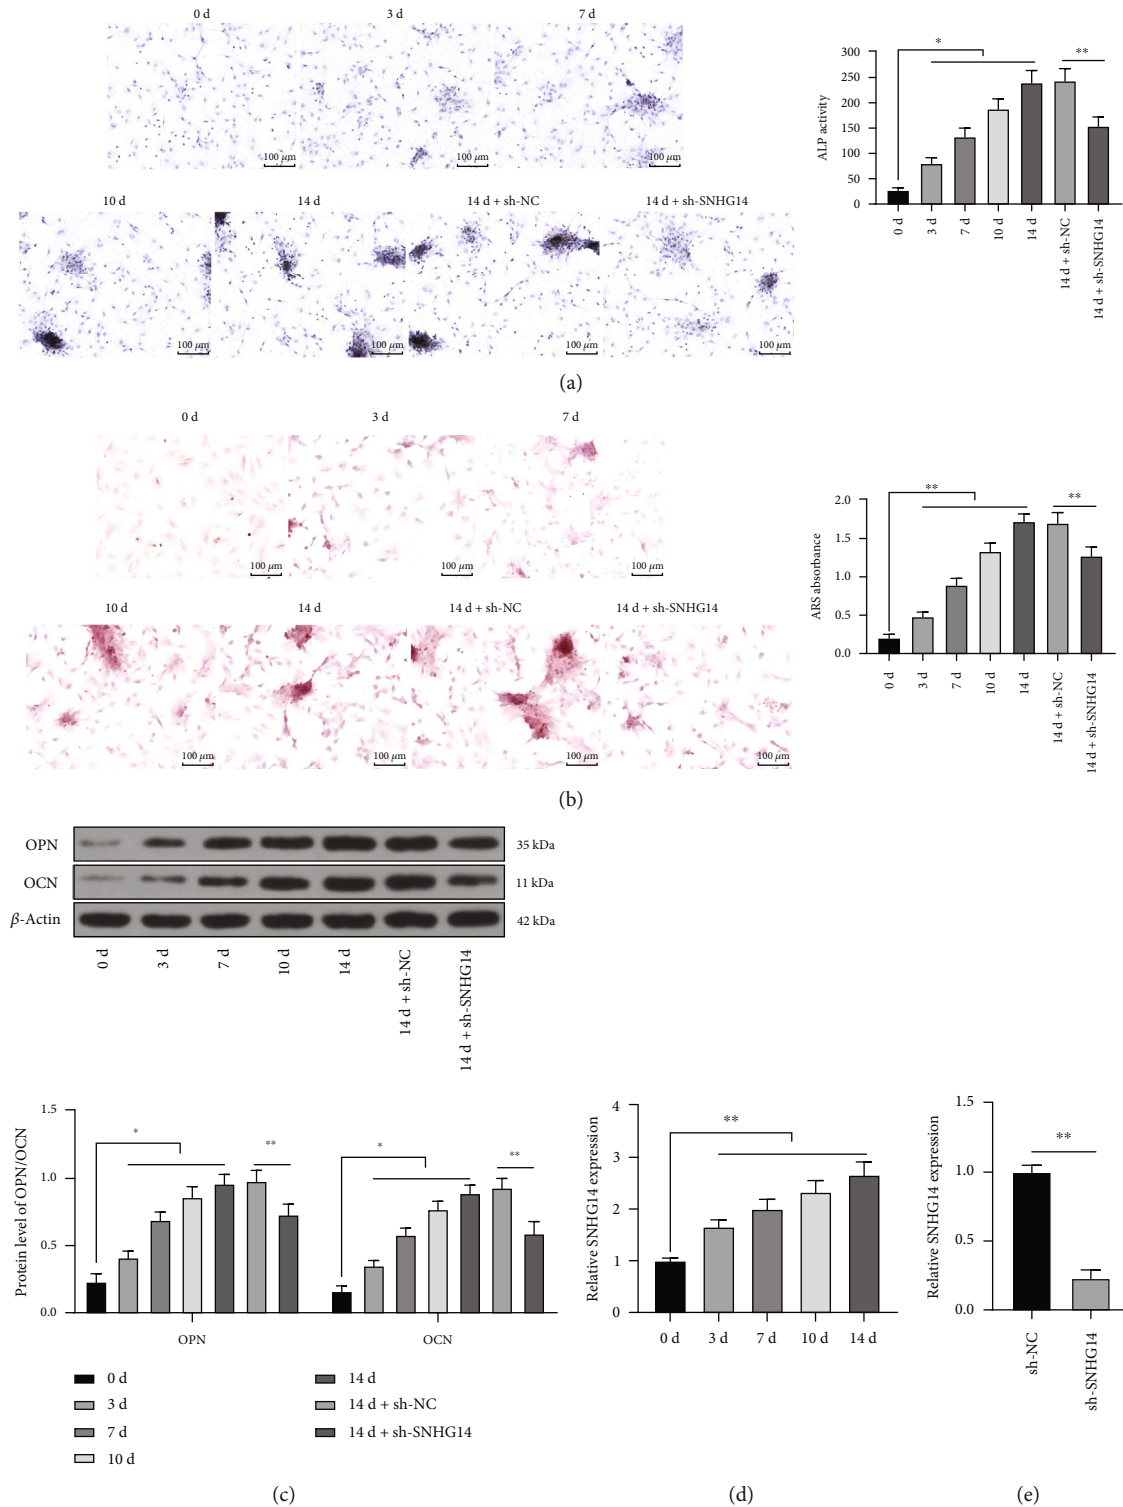 0 d
3 d
7 d
100 μm
100 μm
100 μm
10 d
14 d
14 d + sh-NC
14 d + sh-SNHG14
100 μm
100 μm
100 μm
100 μm
ALP activity
300
250
200
150
100
50
0
*
**
0 d
3 d
7 d
10 d
14 d
14 d + sh-NC
14 d + sh-SNHG14
(a)
0 d
3 d
7 d
100 μm
100 μm
100 μm
10 d
14 d
14 d + sh-NC
14 d + sh-SNHG14
100 μm
100 μm
100 μm
100 μm
ARS absorbance
2.0
1.5
1.0
0.5
0.0
**
**
0 d
3 d
7 d
10 d
14 d
14 d + sh-NC
14 d + sh-SNHG14
(b)
OPN
35 kDa
OCN
11 kDa
β-Actin
42 kDa
0 d
3 d
7 d
10 d
14 d
14 d + sh-NC
14 d + sh-SNHG14
Protein level of OPN/OCN
1.5
1.0
0.5
0.0
*
**
*
**
OPN
OCN
0 d
3 d
7 d
10 d
14 d
14 d + sh-NC
14 d + sh-SNHG14
(c)
Relative SNHG14 expression
4
3
2
1
0
**
0 d
3 d
7 d
10 d
14 d
(d)
Relative SNHG14 expression
1.5
1.0
0.5
0.0
**
sh-NC
sh-SNHG14
(e)